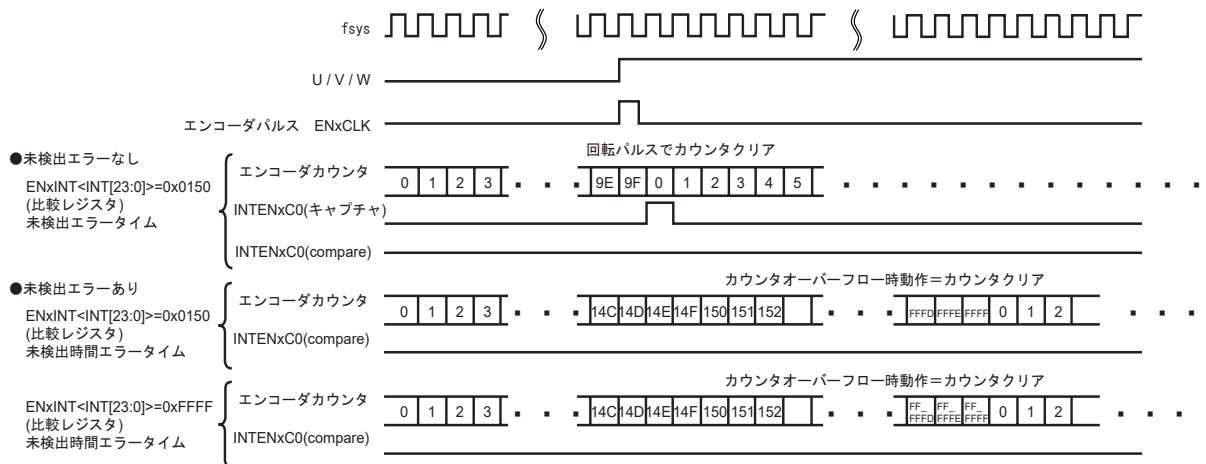 fsys
U / V / W
エンコーダパルス ENxCLK
●未検出エラーなし
ENxINT<INT[23:0]>=0x0150
(比較レジスタ)
未検出エラータイム
回転パルスでカウンタクリア
エンコーダカウンタ
0 1 2 3 ・ ・ ・ 9E 9F 0 1 2 3 4 5 ・ ・ ・ ・ ・ ・ ・ ・ ・ ・ ・ ・ ・ ・
INTENxC0(キャプチャ)
INTENxC0(compare)
●未検出エラーあり
ENxINT<INT[23:0]>=0x0150
(比較レジスタ)
未検出時間エラータイム
カウンタオーバーフロー時動作＝カウンタクリア
エンコーダカウンタ
0 1 2 3 ・ ・ ・ 14C 14D 14E 14F 150 151 152 ・ ・ ・ FFFD FFFE FFFF 0 1 2 ・ ・ ・
INTENxC0(compare)
ENxINT<INT[23:0]>=0xFFFF
(比較レジスタ)
未検出時間エラータイム
カウンタオーバーフロー時動作＝カウンタクリア
エンコーダカウンタ
0 1 2 3 ・ ・ ・ 14C 14D 14E 14F 150 151 152 ・ ・ ・ FF_FFFD FF_FFFE FF_FFFF 0 1 2 ・ ・ ・
INTENxC0(compare)